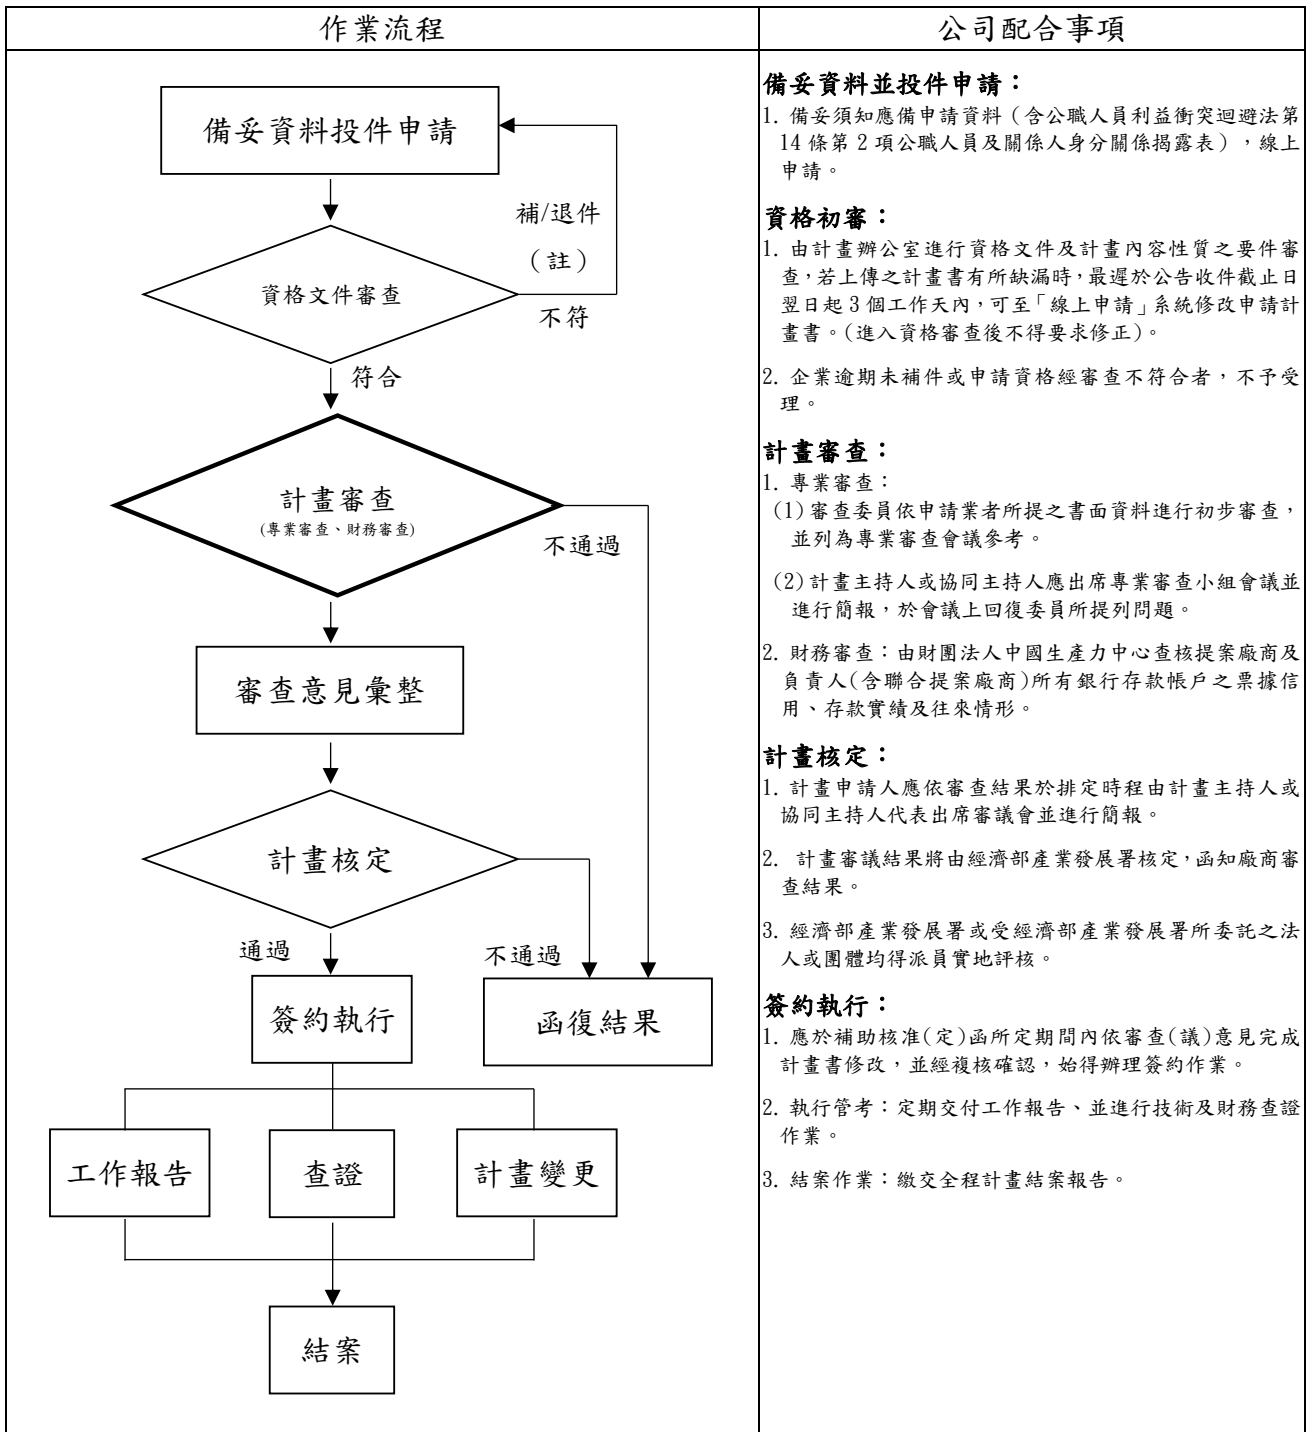 作業流程
公司配合事項
備妥資料投件申請
補/退件
（註）
資格文件審查
不符
符合
計畫審查
(專業審查、財務審查)
不通過
審查意見彙整
計畫核定
通過
不通過
簽約執行
函復結果
工作報告
查證
計畫變更
結案
備妥資料並投件申請：
1. 備妥須知應備申請資料（含公職人員利益衝突迴避法第
14 條第 2 項公職人員及關係人身分關係揭露表），線上
申請。
資格初審：
1. 由計畫辦公室進行資格文件及計畫內容性質之要件審
查，若上傳之計畫書有所缺漏時，最遲於公告收件截止日
翌日起 3 個工作天內，可至「線上申請」系統修改申請計
畫書。(進入資格審查後不得要求修正)。
2. 企業逾期未補件或申請資格經審查不符合者，不予受
理。
計畫審查：
1. 專業審查：
(1)審查委員依申請業者所提之書面資料進行初步審查，
並列為專業審查會議參考。
(2)計畫主持人或協同主持人應出席專業審查小組會議並
進行簡報，於會議上回復委員所提列問題。
2. 財務審查：由財團法人中國生產力中心查核提案廠商及
負責人(含聯合提案廠商)所有銀行存款帳戶之票據信
用、存款實績及往來情形。
計畫核定：
1. 計畫申請人應依審查結果於排定時程由計畫主持人或
協同主持人代表出席審議會並進行簡報。
2. 計畫審議結果將由經濟部產業發展署核定，函知廠商審
查結果。
3. 經濟部產業發展署或受經濟部產業發展署所委託之法
人或團體均得派員實地評核。
簽約執行：
1. 應於補助核准(定)函所定期間內依審查(議)意見完成
計畫書修改，並經複核確認，始得辦理簽約作業。
2. 執行管考：定期交付工作報告、並進行技術及財務查證
作業。
3. 結案作業：繳交全程計畫結案報告。